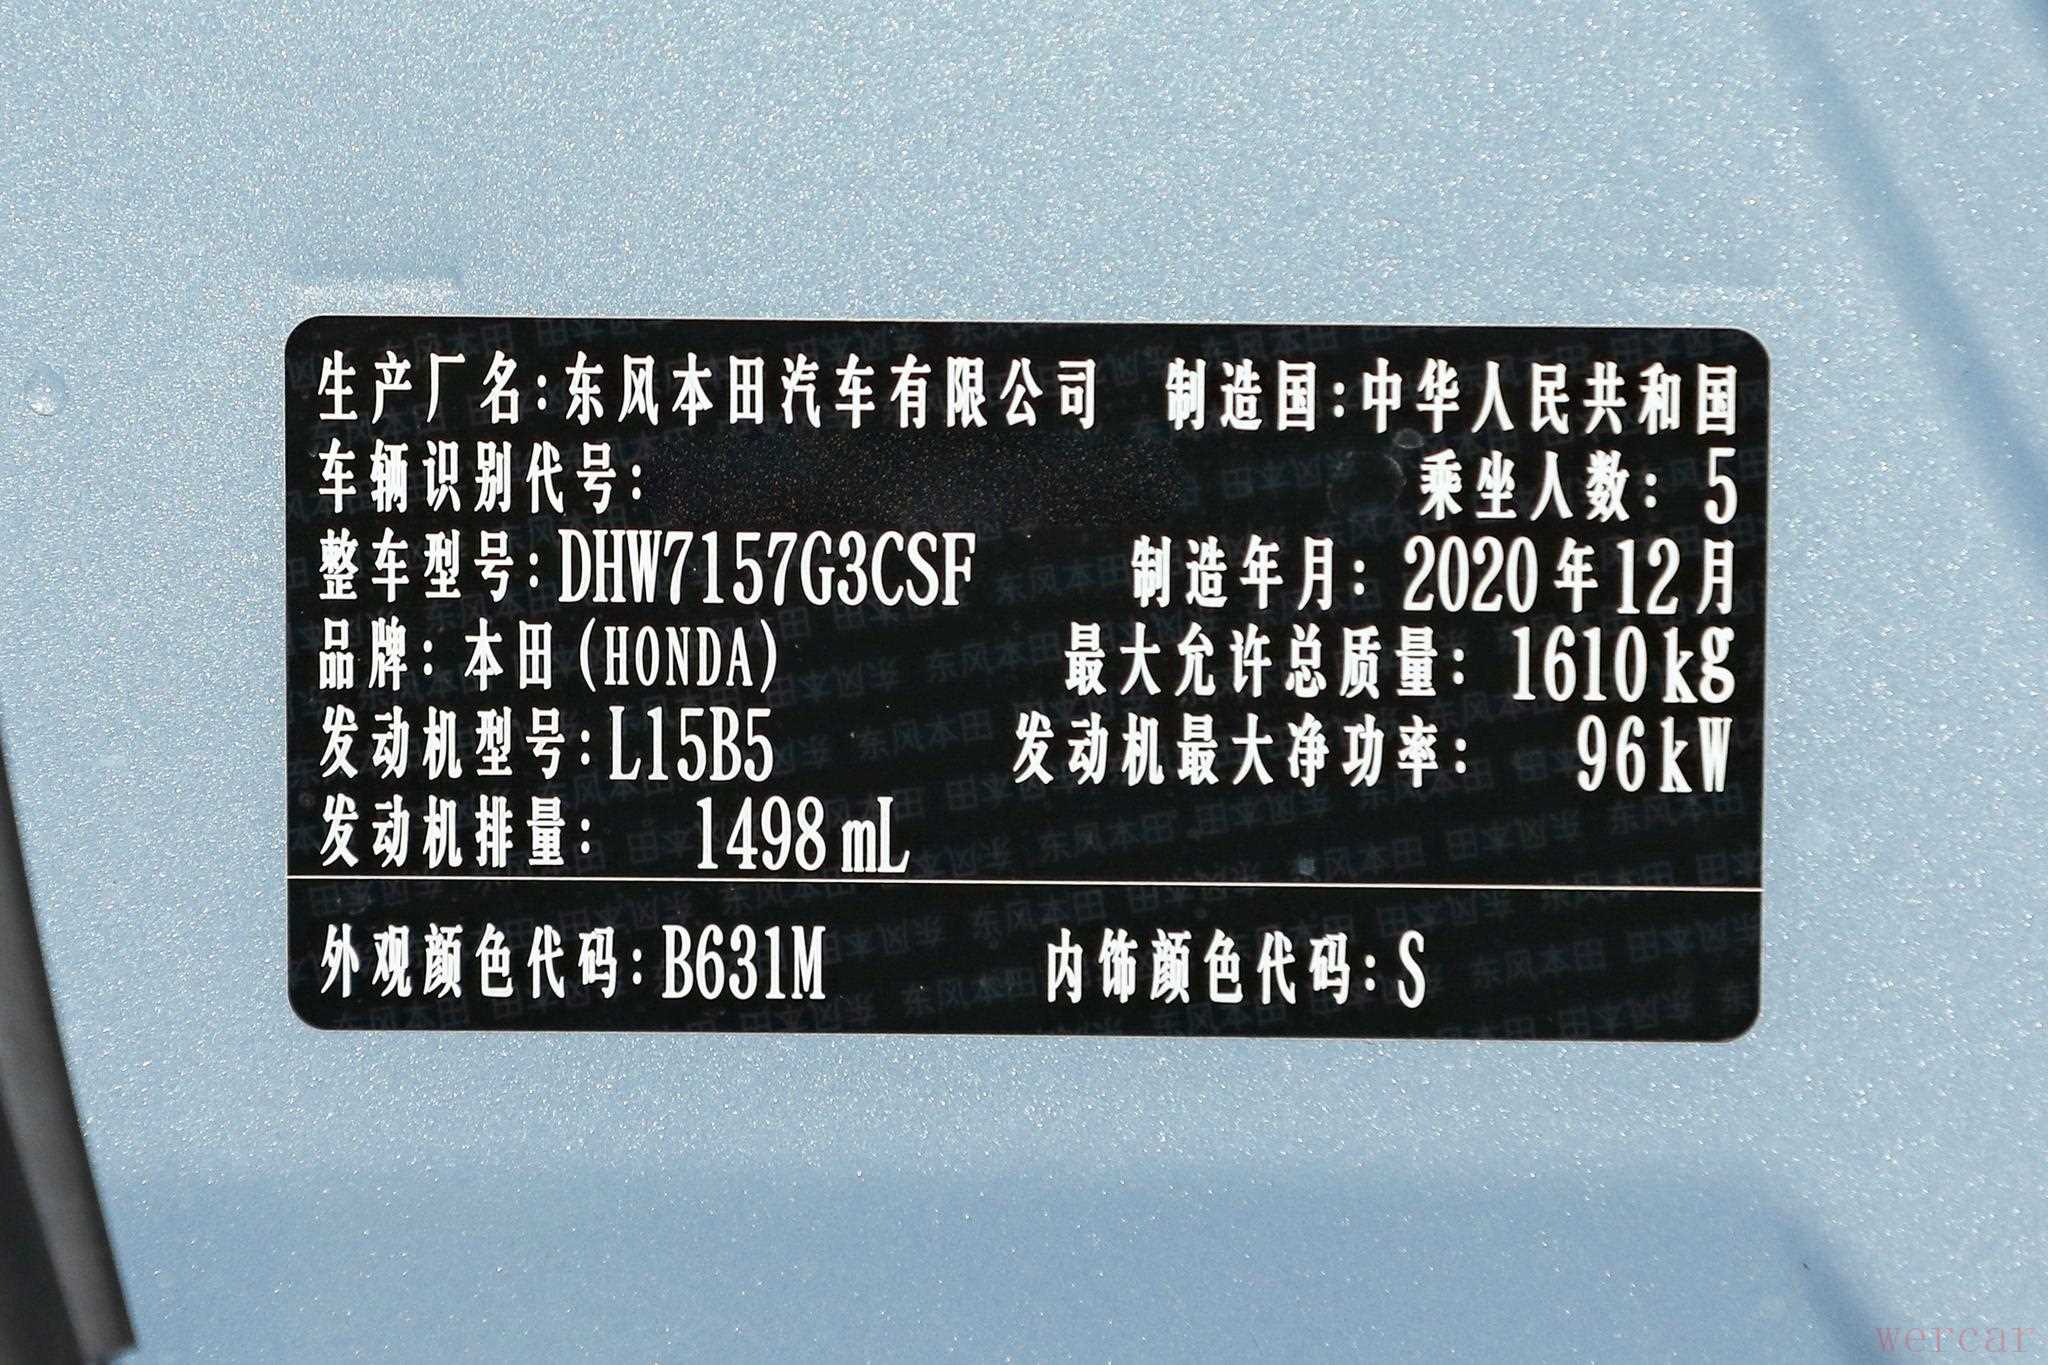 生产厂名:东风本田汽车有限公司 制造国:中华人民共和国
车辆识别代号: 乘坐人数: 5
整车型号:DHW7157G3CSF 制造年月: 2020年12月
品牌: 本田(HONDA) 最大允许总质量: 1610kg
发动机型号:L15B5 发动机最大净功率: 96kW
发动机排量: 1498mL
外观颜色代码:B631M 内饰颜色代码:S
wercar